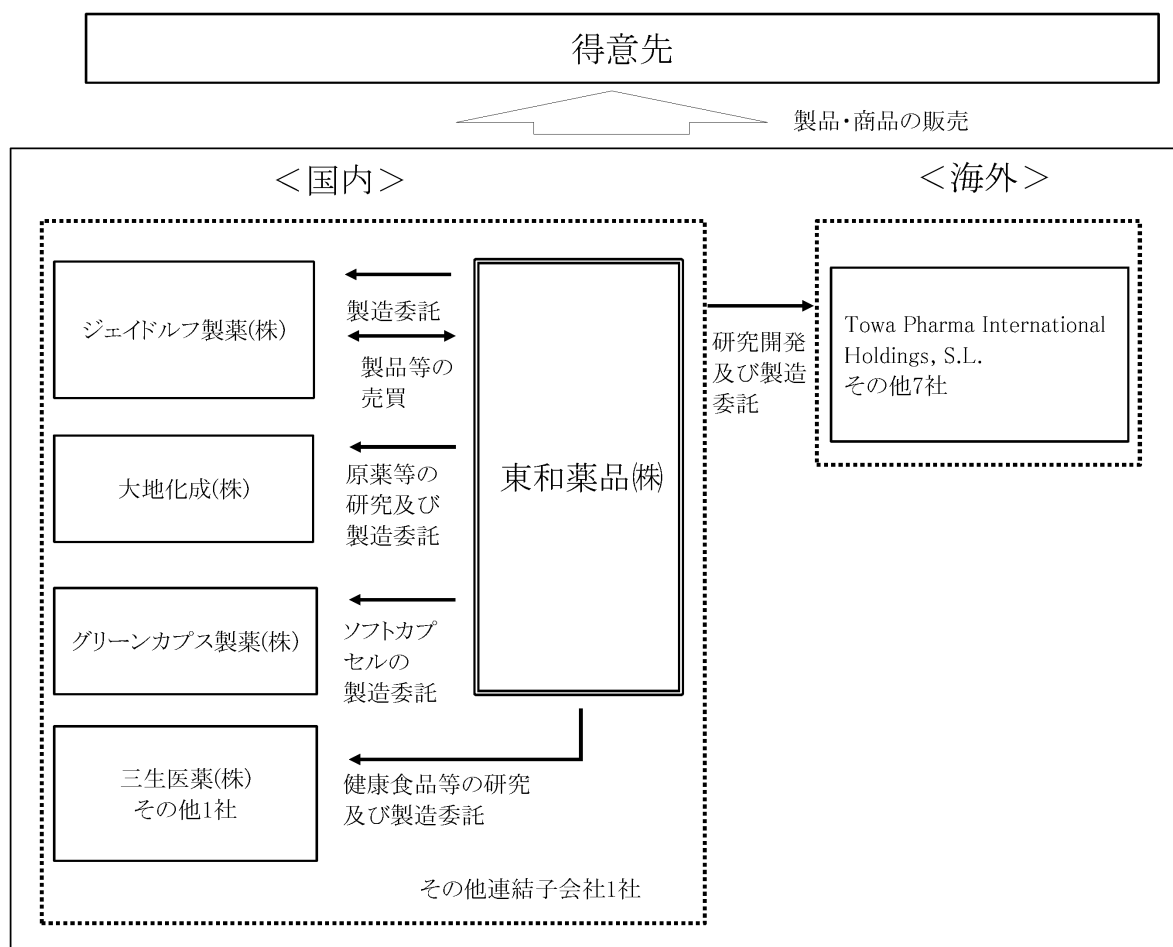 得意先
製品・商品の販売
＜国内＞
＜海外＞
ジェイドルフ製薬(株)
製造委託
製品等の
売買
大地化成(株)
原薬等の
研究及び
製造委託
グリーンカプス製薬(株)
ソフトカプ
セルの
製造委託
三生医薬(株)
その他1社
健康食品等の研究
及び製造委託
東和薬品㈱
その他連結子会社1社
研究開発
及び製造
委託
Towa Pharma International
Holdings, S.L.
その他7社